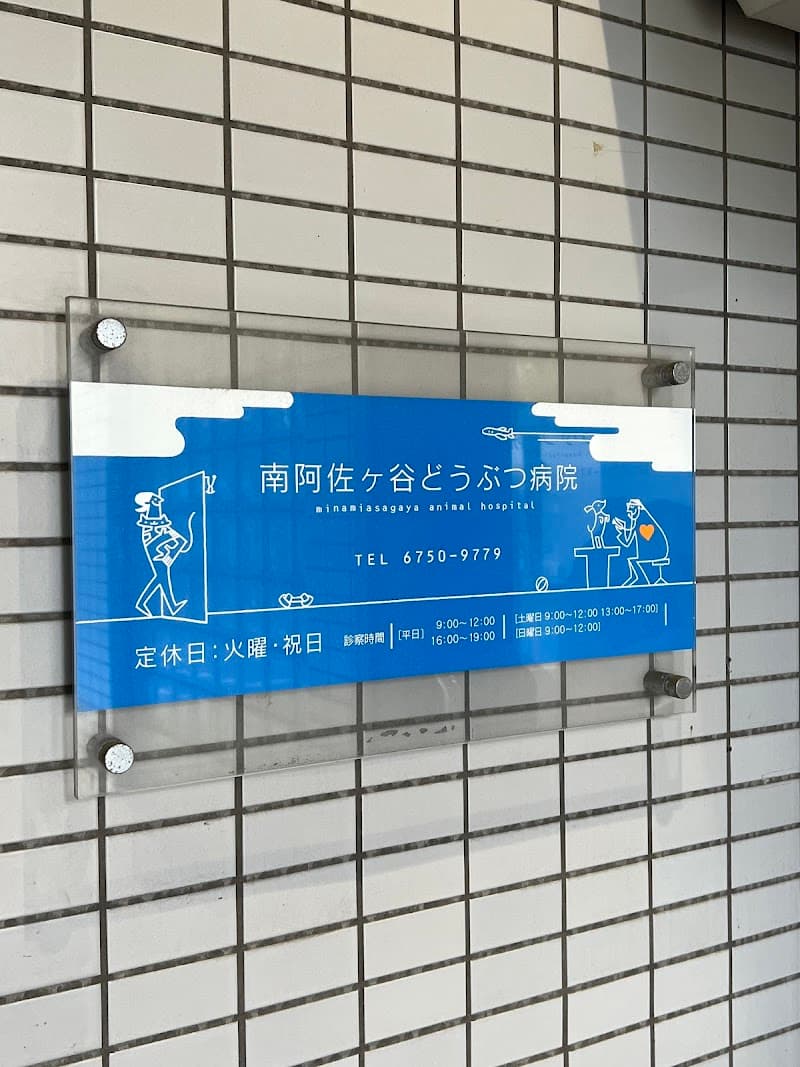 南阿佐ヶ谷どうぶつ病院
minamiasagaya animal hospital
TEL 6750-9779
定休日：火曜・祝日
診察時間 [平日] 9:00〜12:00 16:00〜19:00
[土曜日 9:00〜12:00 13:00〜17:00]
[日曜日 9:00〜12:00]